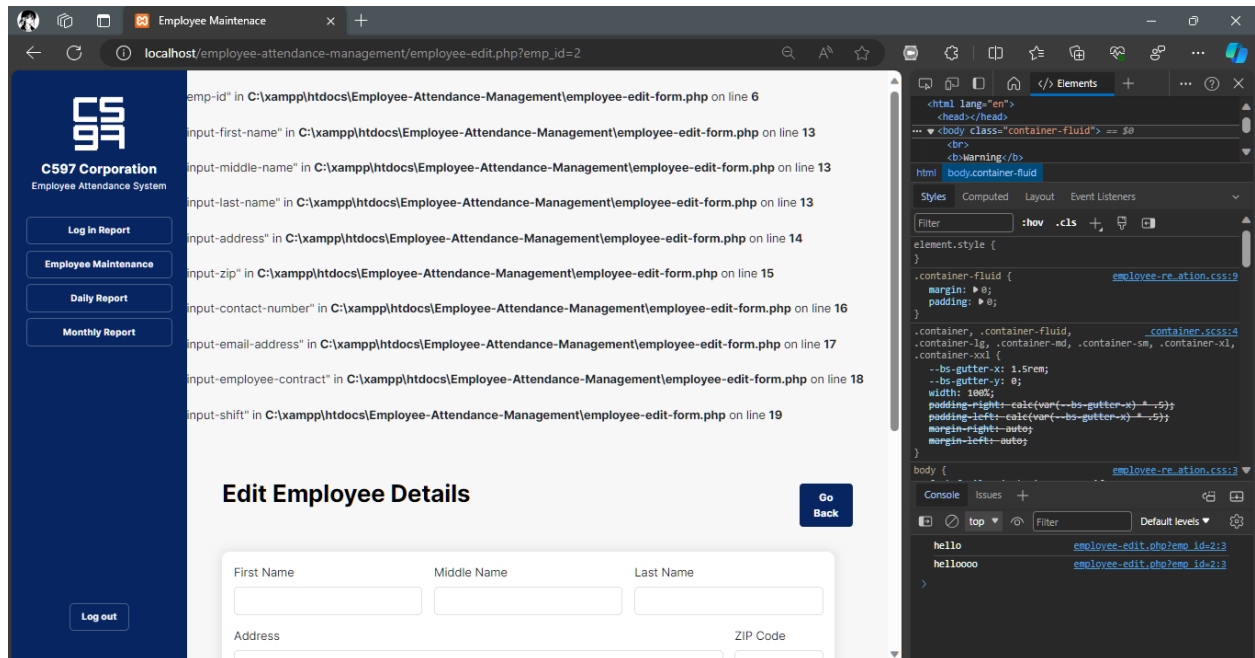 Employee Maintenace
localhost/employee-attendance-management/employee-edit.php?emp_id=2
C597 Corporation
Employee Attendance System
Log in Report
Employee Maintenance
Daily Report
Monthly Report
Log out
emp-id" in C:\xampp\htdocs\Employee-Attendance-Management\employee-edit-form.php on line 6
input-first-name" in C:\xampp\htdocs\Employee-Attendance-Management\employee-edit-form.php on line 13
input-middle-name" in C:\xampp\htdocs\Employee-Attendance-Management\employee-edit-form.php on line 13
input-last-name" in C:\xampp\htdocs\Employee-Attendance-Management\employee-edit-form.php on line 13
input-address" in C:\xampp\htdocs\Employee-Attendance-Management\employee-edit-form.php on line 14
input-zip" in C:\xampp\htdocs\Employee-Attendance-Management\employee-edit-form.php on line 15
input-contact-number" in C:\xampp\htdocs\Employee-Attendance-Management\employee-edit-form.php on line 16
input-email-address" in C:\xampp\htdocs\Employee-Attendance-Management\employee-edit-form.php on line 17
input-employee-contract" in C:\xampp\htdocs\Employee-Attendance-Management\employee-edit-form.php on line 18
input-shift" in C:\xampp\htdocs\Employee-Attendance-Management\employee-edit-form.php on line 19
Edit Employee Details
Go
Back
First Name Middle Name Last Name
Address ZIP Code
</> Elements
<html lang="en">
<head></head>
••• ▼ <body class="container-fluid"> == $0
<br>
<b>Warning</b>
html body.container-fluid
Styles Computed Layout Event Listeners
Filter :hov .cls
element.style {
}
.container-fluid { employee-re…ation.css:9
margin: ▶ 0;
padding: ▶ 0;
}
.container, .container-fluid, _container.scss:4
.container-lg, .container-md, .container-sm, .container-xl,
.container-xxl {
--bs-gutter-x: 1.5rem;
--bs-gutter-y: 0;
width: 100%;
padding-right: calc(var(--bs-gutter-x) * .5);
padding-left: calc(var(--bs-gutter-x) * .5);
margin-right: auto;
margin-left: auto;
}
body { employee-re…ation.css:3
Console Issues
top ▼ Filter Default levels ▼
hello employee-edit.php?emp_id=2:3
helloooo employee-edit.php?emp_id=2:3